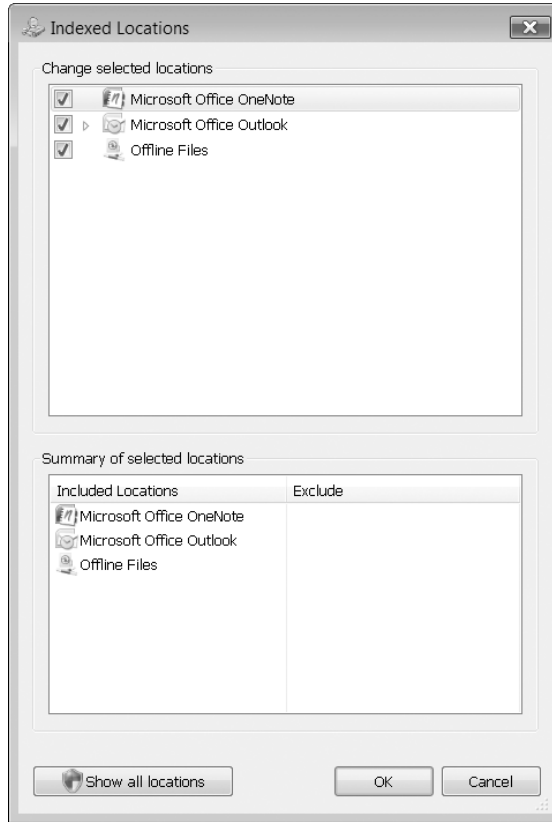 Indexed Locations
Change selected locations
Microsoft Office OneNote
Microsoft Office Outlook
Offline Files
Summary of selected locations
Included Locations Exclude
Microsoft Office OneNote
Microsoft Office Outlook
Offline Files
Show all locations OK Cancel